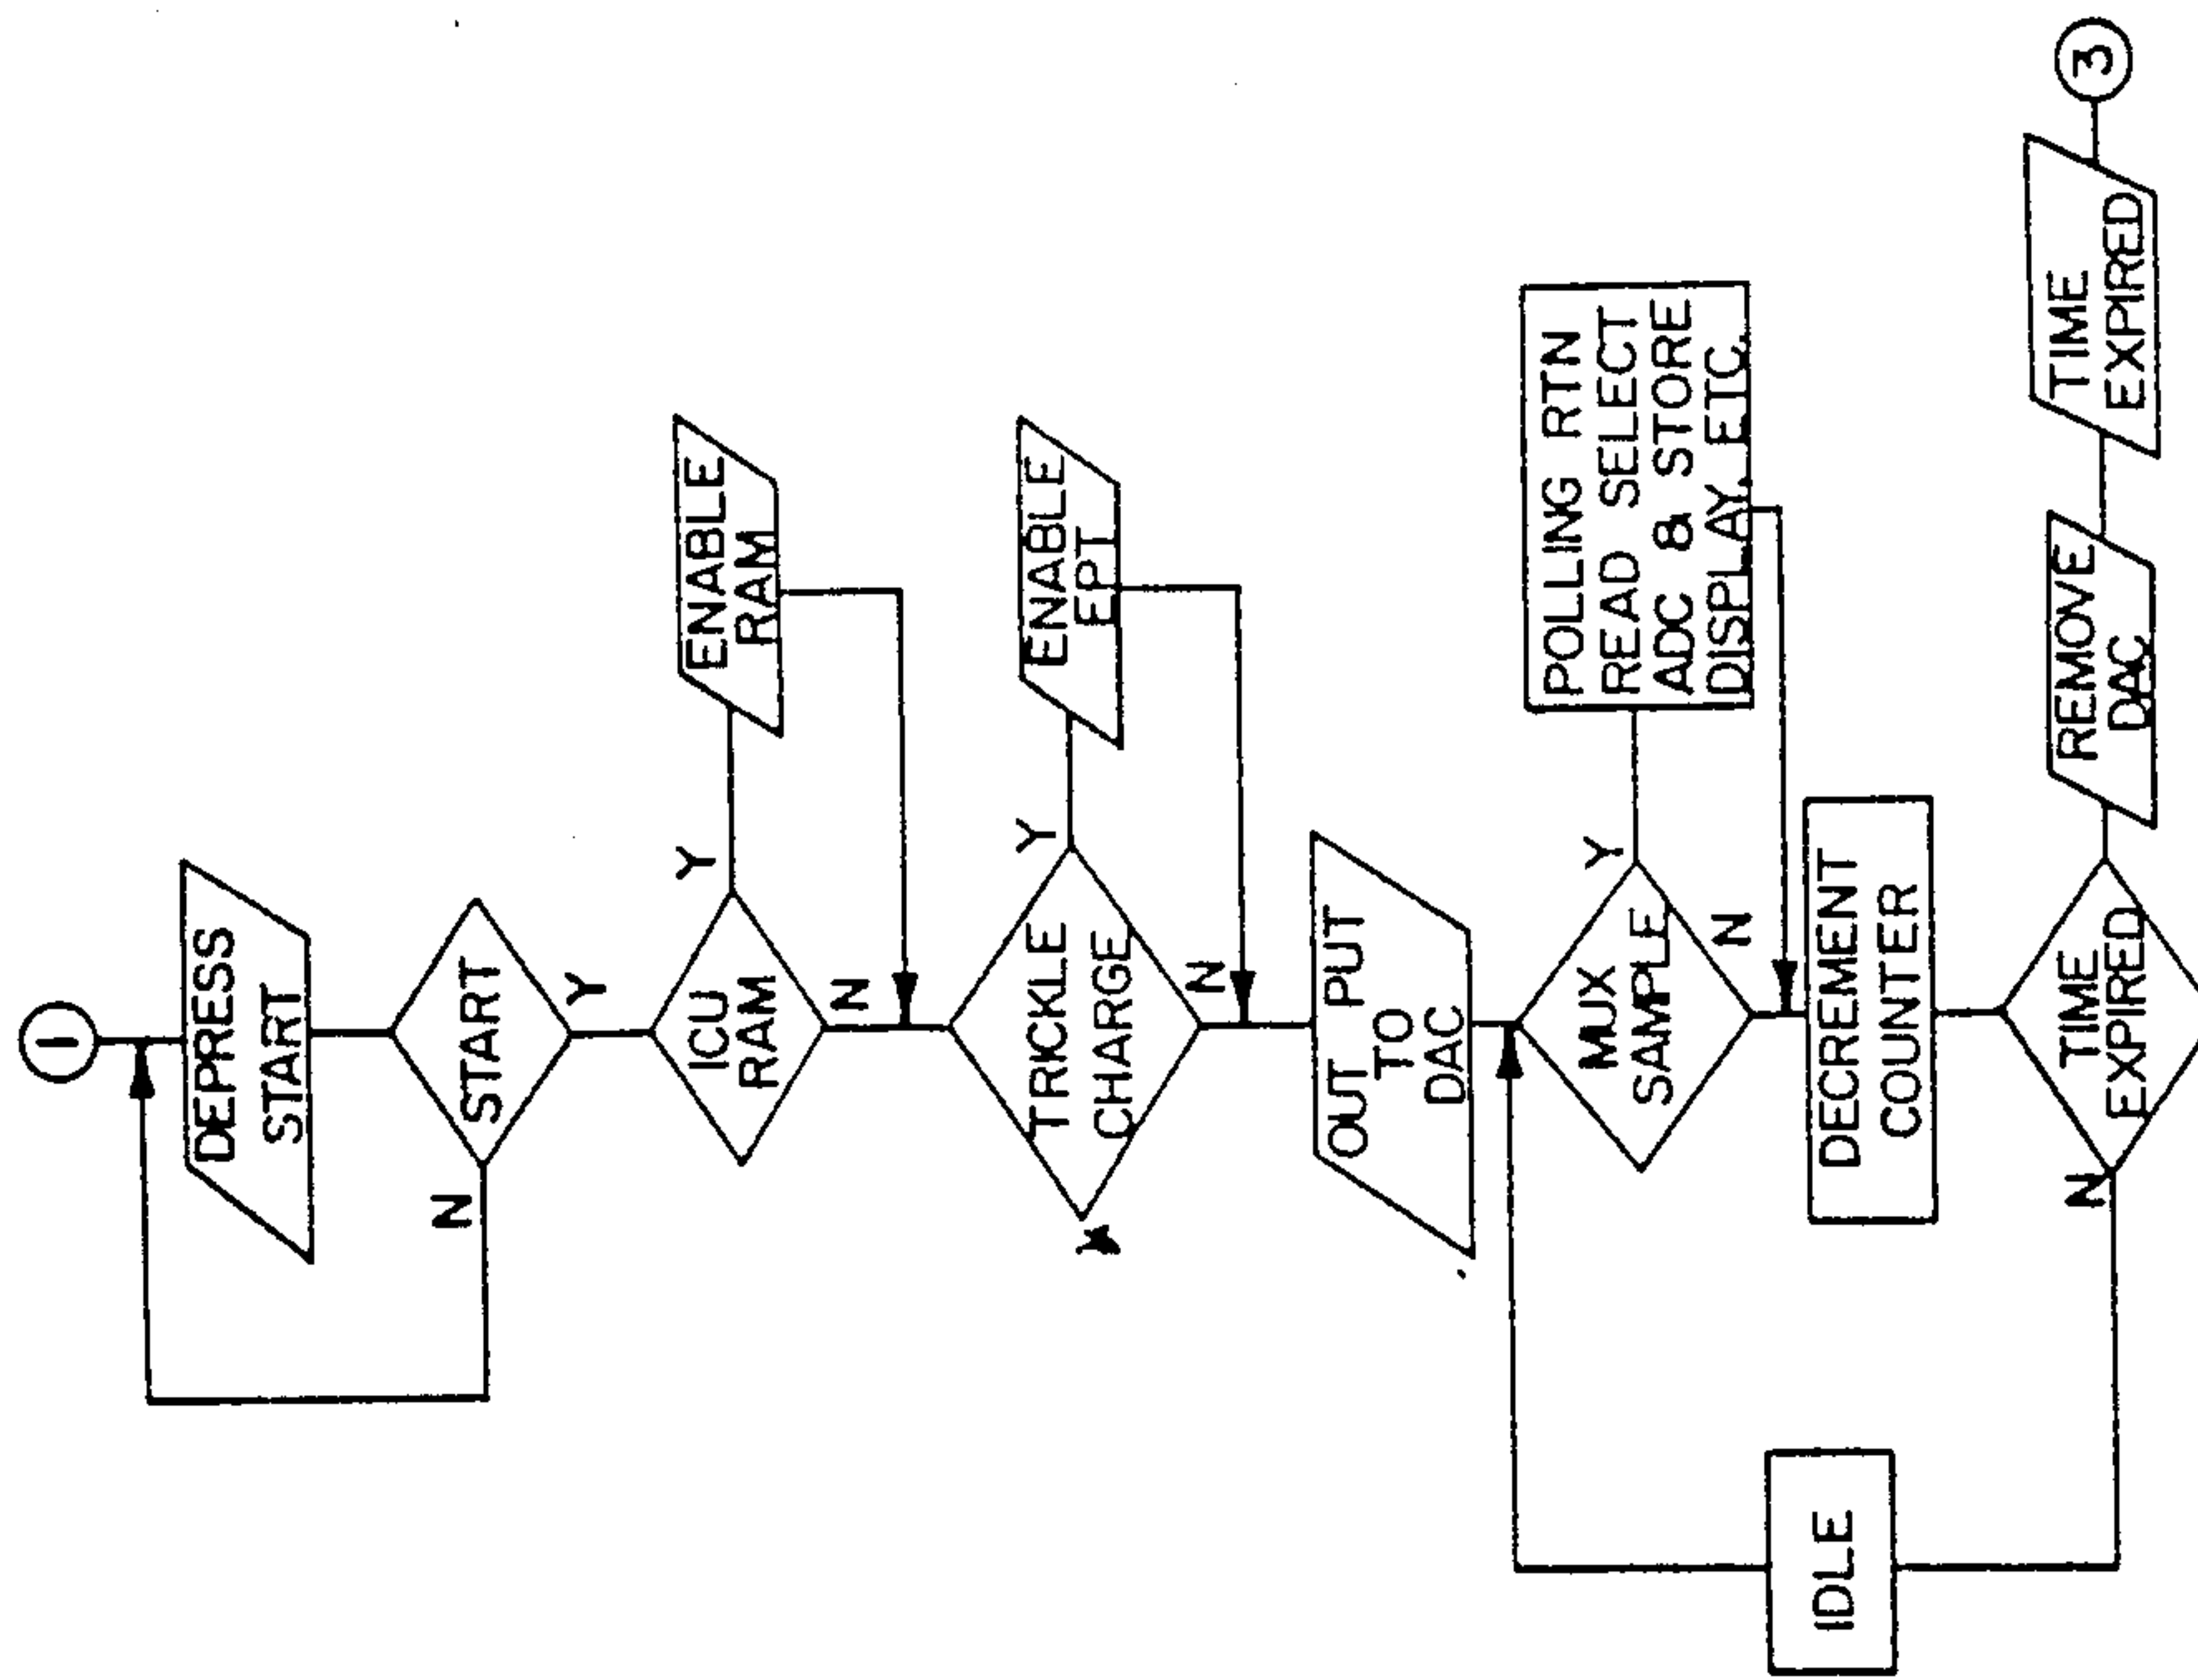 1
DEPRESS
START
START
N
Y
ICU
RAM
Y
N
ENABLE
RAM
TRICKLE
CHARGE
Y
N
ENABLE
EPT
OUT PUT
TO
DAC
MUX
SAMPLE
Y
N
POLLING RTN
READ SELECT
ADC & STORE
DISPLAY, ETC.
DECREMENT
COUNTER
TIME
EXPIRED
N
IDLE
REMOVE
DAC
TIME
EXPIRED
3